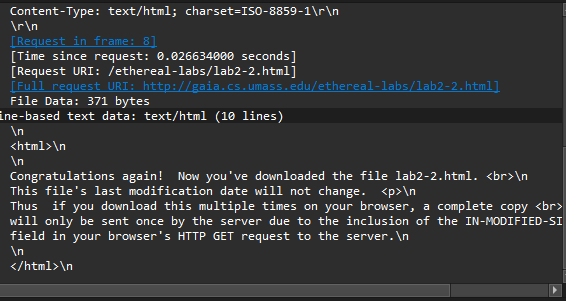 Content-Type: text/html; charset=ISO-8859-1\r\n
\r\n
[Request in frame: 8]
[Time since request: 0.026634000 seconds]
[Request URI: /ethereal-labs/lab2-2.html]
[Full request URI: http://gaia.cs.umass.edu/ethereal-labs/lab2-2.html]
File Data: 371 bytes
ine-based text data: text/html (10 lines)
\n
<html>\n
\n
Congratulations again!  Now you've downloaded the file lab2-2.html. <br>\n
This file's last modification date will not change.  <p>\n
Thus  if you download this multiple times on your browser, a complete copy <br>
will only be sent once by the server due to the inclusion of the IN-MODIFIED-SI
field in your browser's HTTP GET request to the server.\n
\n
</html>\n